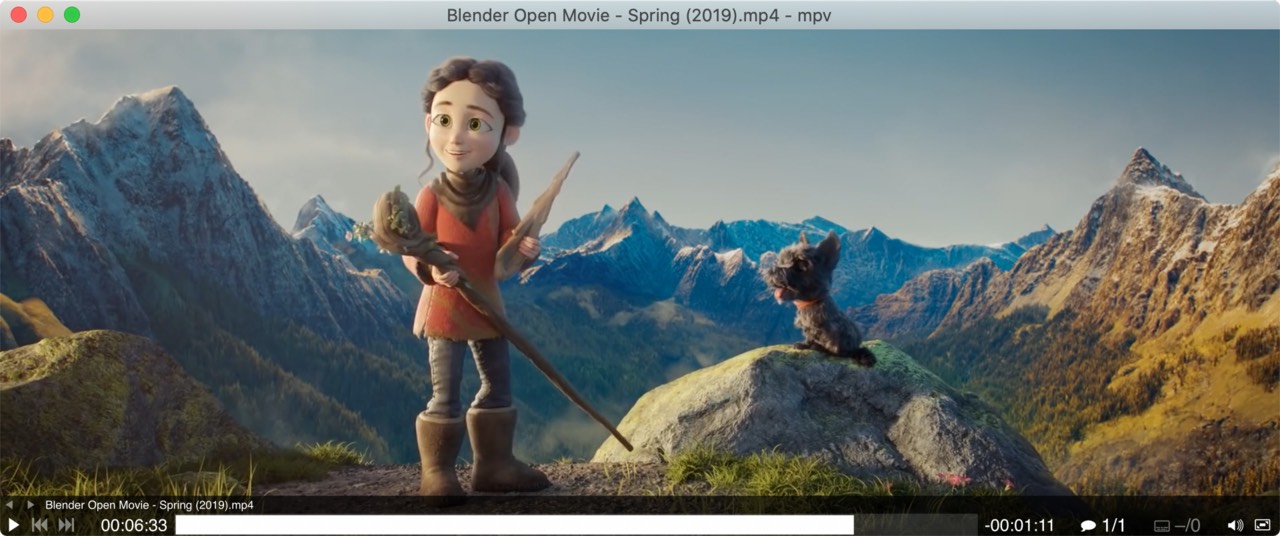 Blender Open Movie - Spring (2019).mp4 - mpv
Blender Open Movie - Spring (2019).mp4
00:06:33
-00:01:11
1/1
–/0